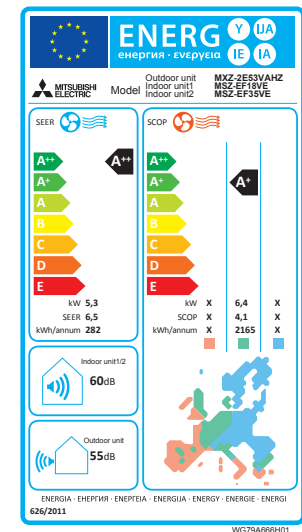 ENERG Y IJA
енергия · ενεργεια IE IA
MITSUBISHI ELECTRIC
Model
Outdoor unit MXZ-2E53VAHZ
Indoor unit1 MSZ-EF18VE
Indoor unit2 MSZ-EF35VE
SEER
A++ A++
A+
A
B
C
D
E
kW 5,3
SEER 6,5
kWh/annum 282
SCOP
A++
A+ A+
A
B
C
D
E
kW X 6,4 X
SCOP X 4,1 X
kWh/annum X 2165 X
Indoor unit1/2
60dB
Outdoor unit
55dB
ENERGIA · ЕНЕРГИЯ · ΕΝΕΡΓΕΙΑ · ENERGIJA · ENERGY · ENERGIE · ENERGI
626/2011
WG79A666H01